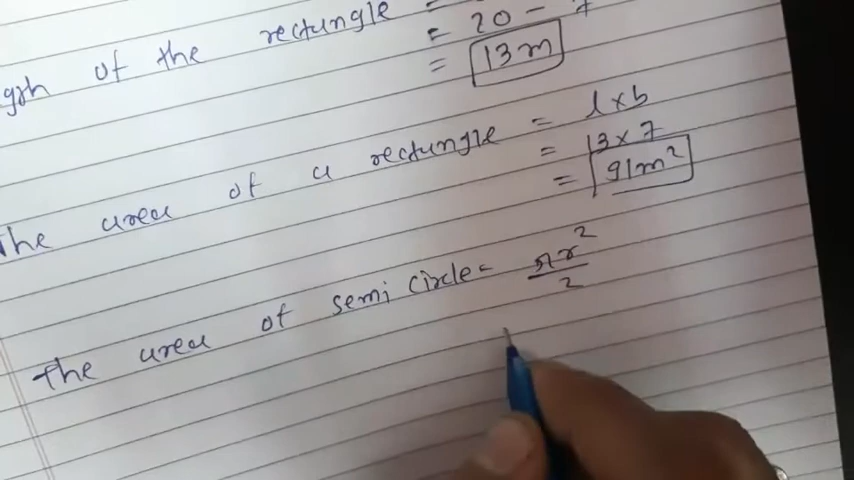 of the rectangle =
= 20 - 7
= 13m
The area of a rectangle = l x b
= 13 x 7
= 91m²
The area of semi circle = πr²/2